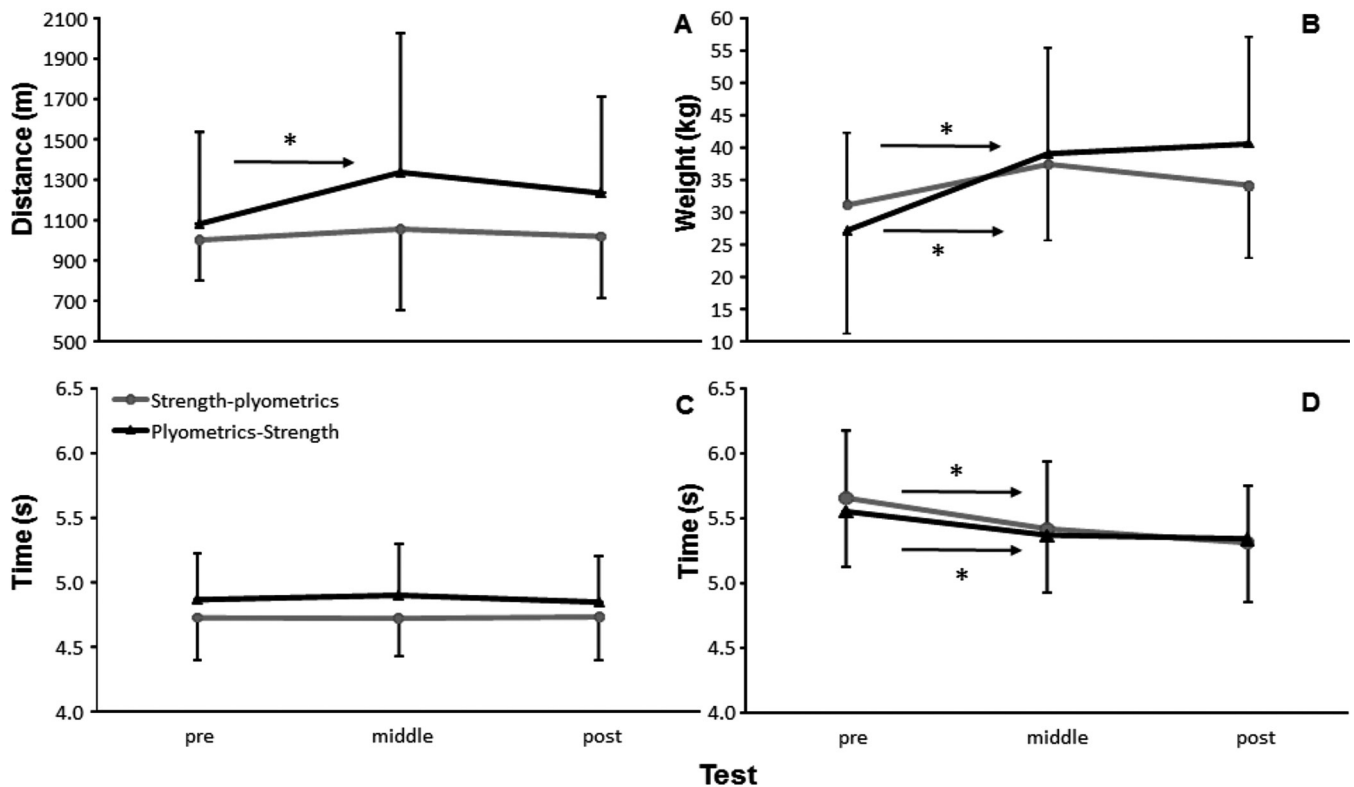 A
Distance (m)
2100
1900
1700
1500
1300
1100
900
700
500
*
B
Weight (kg)
60
55
50
45
40
35
30
25
20
15
10
*
*
C
Time (s)
6.5
6.0
5.5
5.0
4.5
4.0
Strength-plyometrics
Plyometrics-Strength
pre middle post
D
Time (s)
6.5
6.0
5.5
5.0
4.5
4.0
*
*
pre middle post
Test